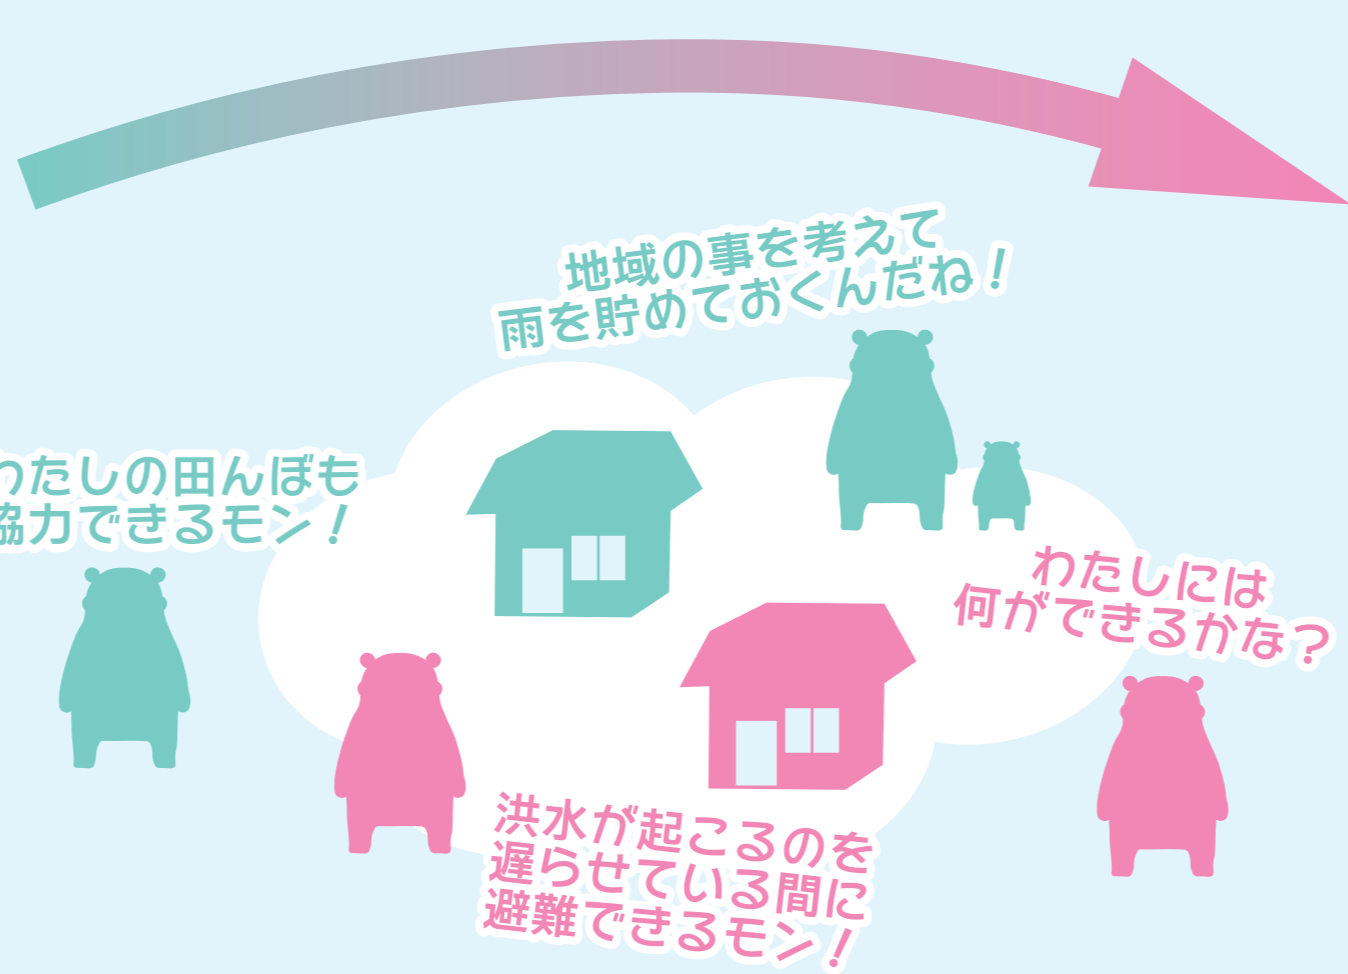 地域の事を考えて
雨を貯めておくんだね！
わたしの田んぼも
協力できるモン！
わたしには
何ができるかな？
洪水が起こるのを
遅らせている間に
避難できるモン！